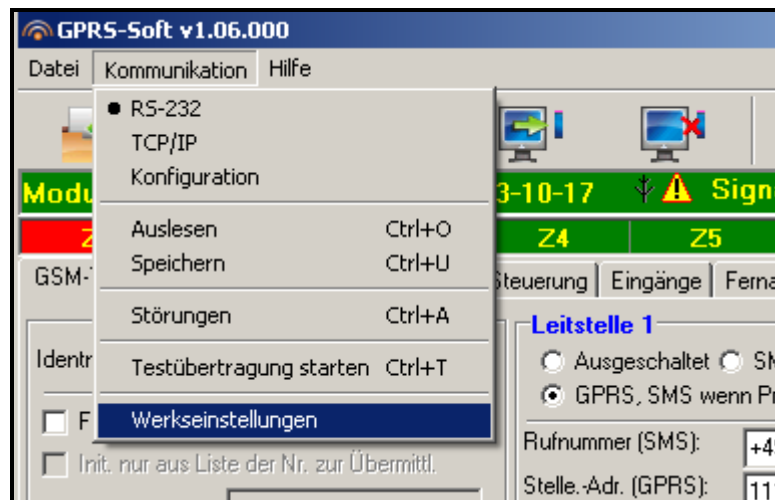 GPRS-Soft v1.06.000
Datei Kommunikation Hilfe
RS-232
TCP/IP
Konfiguration
3-10-17 Sign
Auslesen Ctrl+O
Z4 Z5
Speichern Ctrl+U
GSM- Steuerung Eingänge Ferna
Störungen Ctrl+A
Leitstelle 1
Testübertragung starten Ctrl+T
Ausgeschaltet
GPRS, SMS wenn
Werkseinstellungen
Rufnummer (SMS):
Init. nur aus Liste der Nr. zur Übermittl.
Stelle.-Adr. (GPRS):